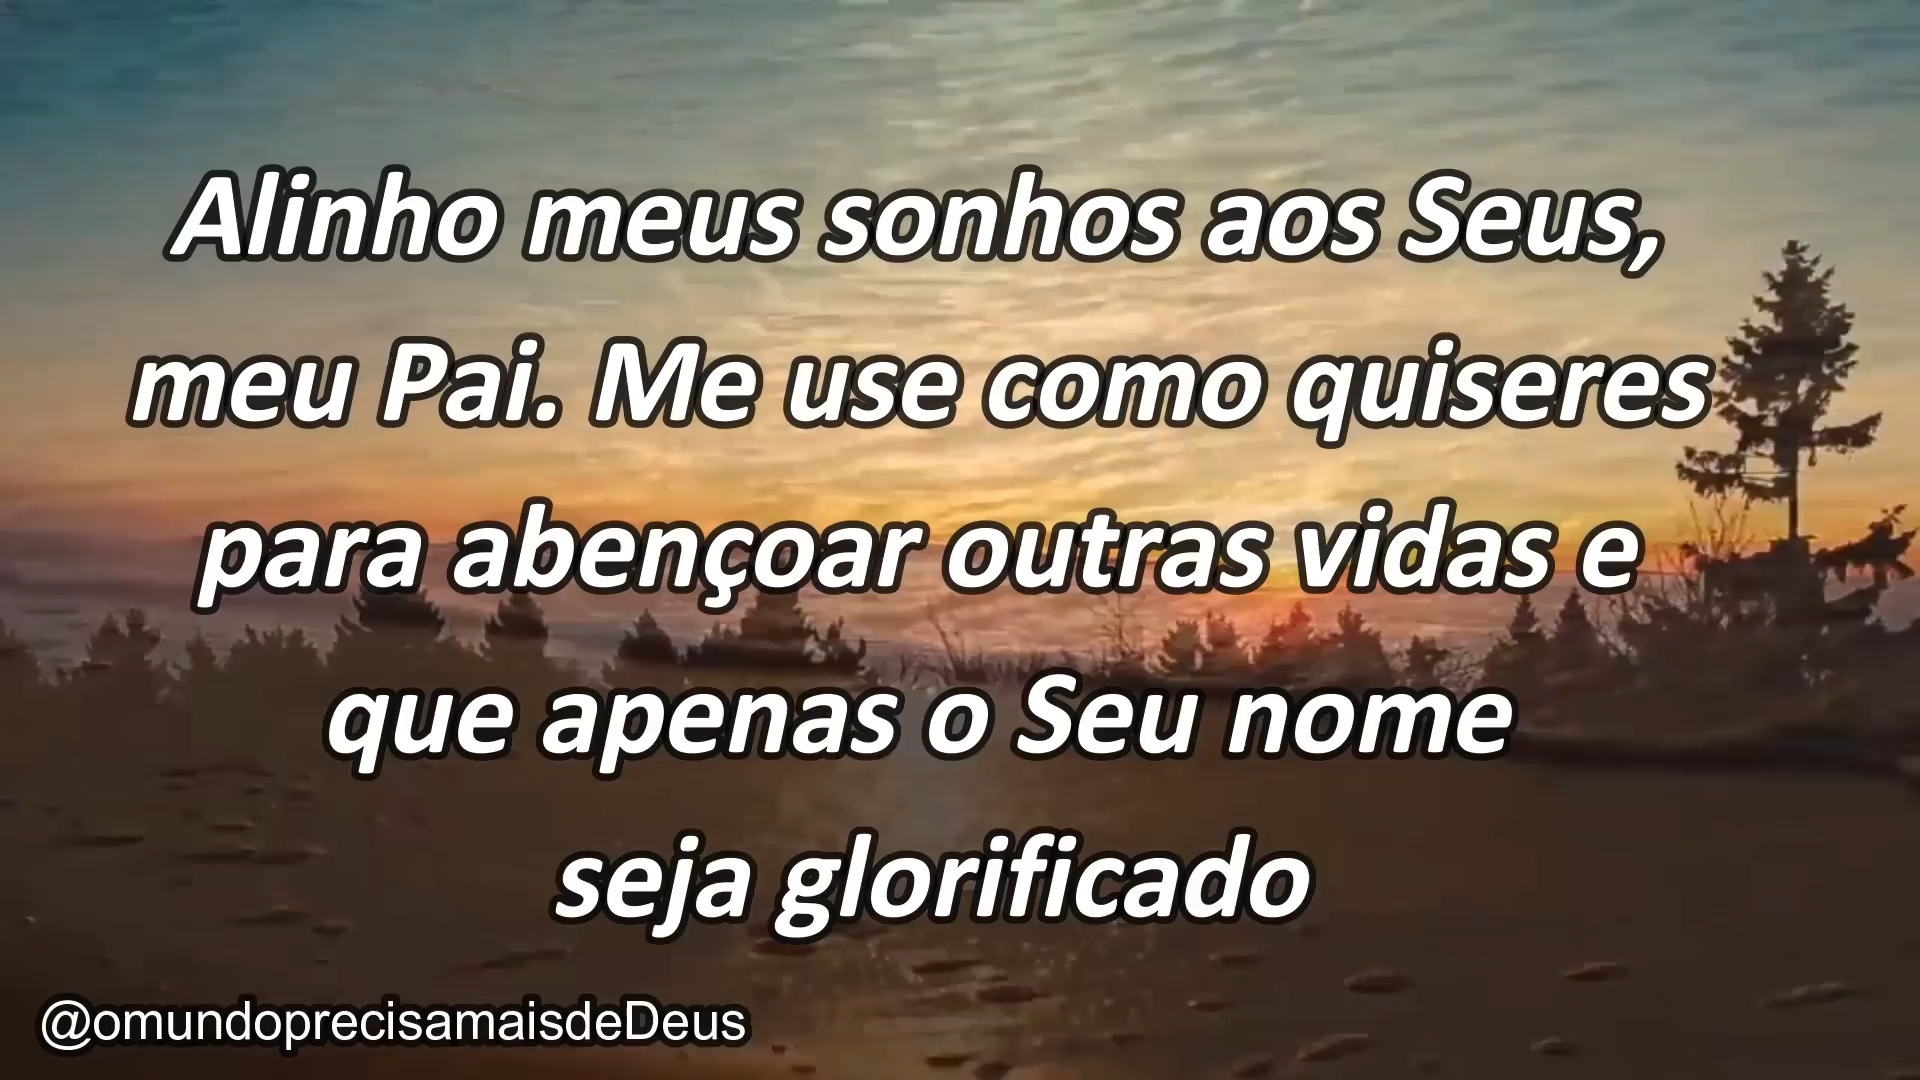 Alinho meus sonhos aos Seus,
meu Pai. Me use como quiseres
para abençoar outras vidas e
que apenas o Seu nome
seja glorificado
@omundoprecisamaisdeDeus